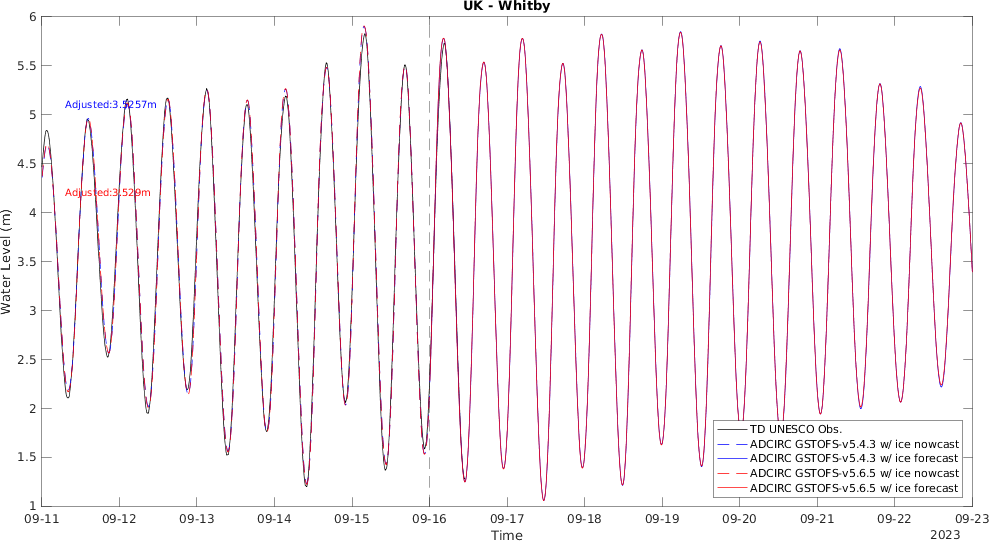 UK - Whitby
6
5.5
5
4.5
4
3.5
3
2.5
2
1.5
1
Water Level (m)
Adjusted:3.5257m
Adjusted:3.529m
TD UNESCO Obs.
ADCIRC GSTOFS-v5.4.3 w/ ice nowcast
ADCIRC GSTOFS-v5.4.3 w/ ice forecast
ADCIRC GSTOFS-v5.6.5 w/ ice nowcast
ADCIRC GSTOFS-v5.6.5 w/ ice forecast
09-11 09-12 09-13 09-14 09-15 09-16 09-17 09-18 09-19 09-20 09-21 09-22 09-23
Time
2023